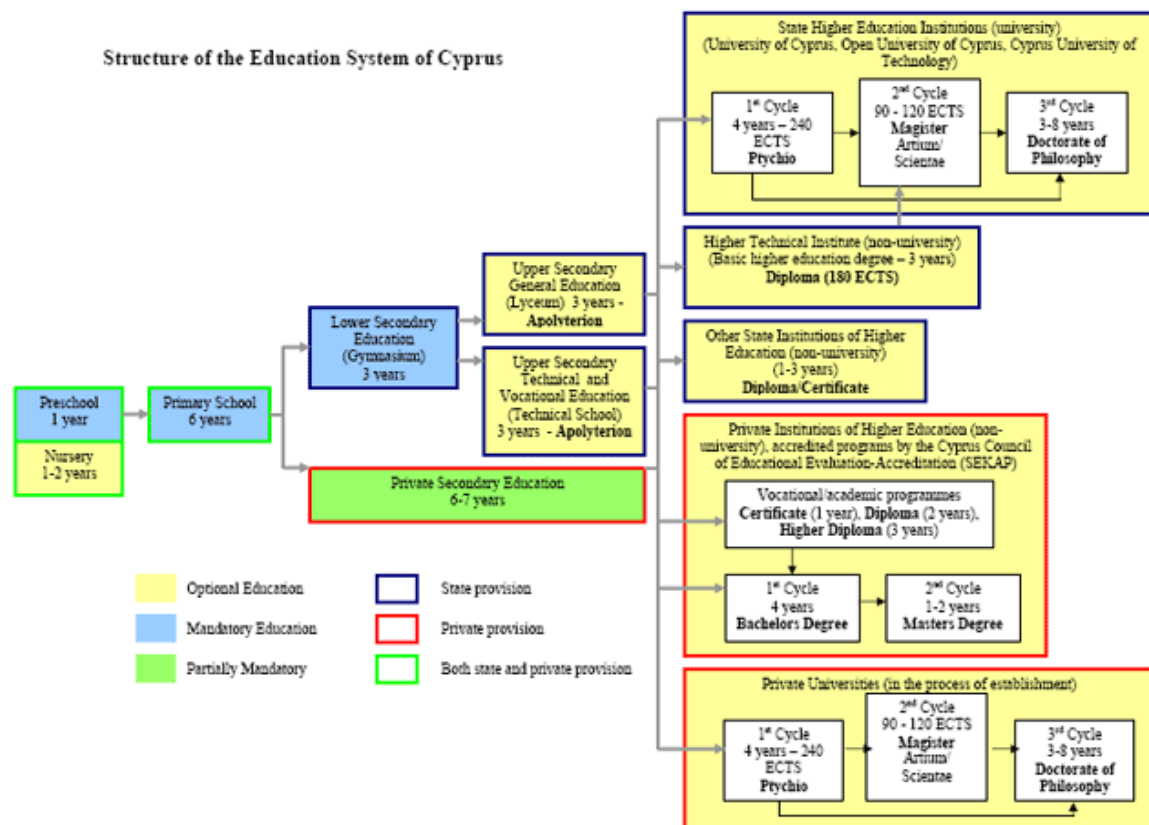 Structure of the Education System of Cyprus
State Higher Education Institutions (university)
(University of Cyprus, Open University of Cyprus, Cyprus University of
Technology)
1st Cycle
4 years – 240
ECTS
Ptychio
2nd Cycle
90 - 120 ECTS
Magister
Artium/
Scientae
3rd Cycle
3-8 years
Doctorate of
Philosophy
Higher Technical Institute (non-university)
(Basic higher education degree – 3 years)
Diploma (180 ECTS)
Upper Secondary
General Education
(Lyceum) 3 years -
Apolyterion
Lower Secondary
Education
(Gymnasium)
3 years
Upper Secondary
Technical and
Vocational Education
(Technical School)
3 years - Apolyterion
Other State Institutions of Higher
Education (non-university)
(1-3 years)
Diploma/Certificate
Preschool
1 year
Nursery
1-2 years
Primary School
6 years
Private Secondary Education
6-7 years
Private Institutions of Higher Education (non-
university), accredited programs by the Cyprus Council
of Educational Evaluation-Accreditation (SEKAP)
Vocational/academic programmes
Certificate (1 year), Diploma (2 years),
Higher Diploma (3 years)
1st Cycle
4 years
Bachelors Degree
2nd Cycle
1-2 years
Masters Degree
Optional Education
Mandatory Education
Partially Mandatory
State provision
Private provision
Both state and private provision
Private Universities (in the process of establishment)
1st Cycle
4 years – 240
ECTS
Ptychio
2nd Cycle
90 - 120 ECTS
Magister
Artium/
Scientae
3rd Cycle
3-8 years
Doctorate of
Philosophy